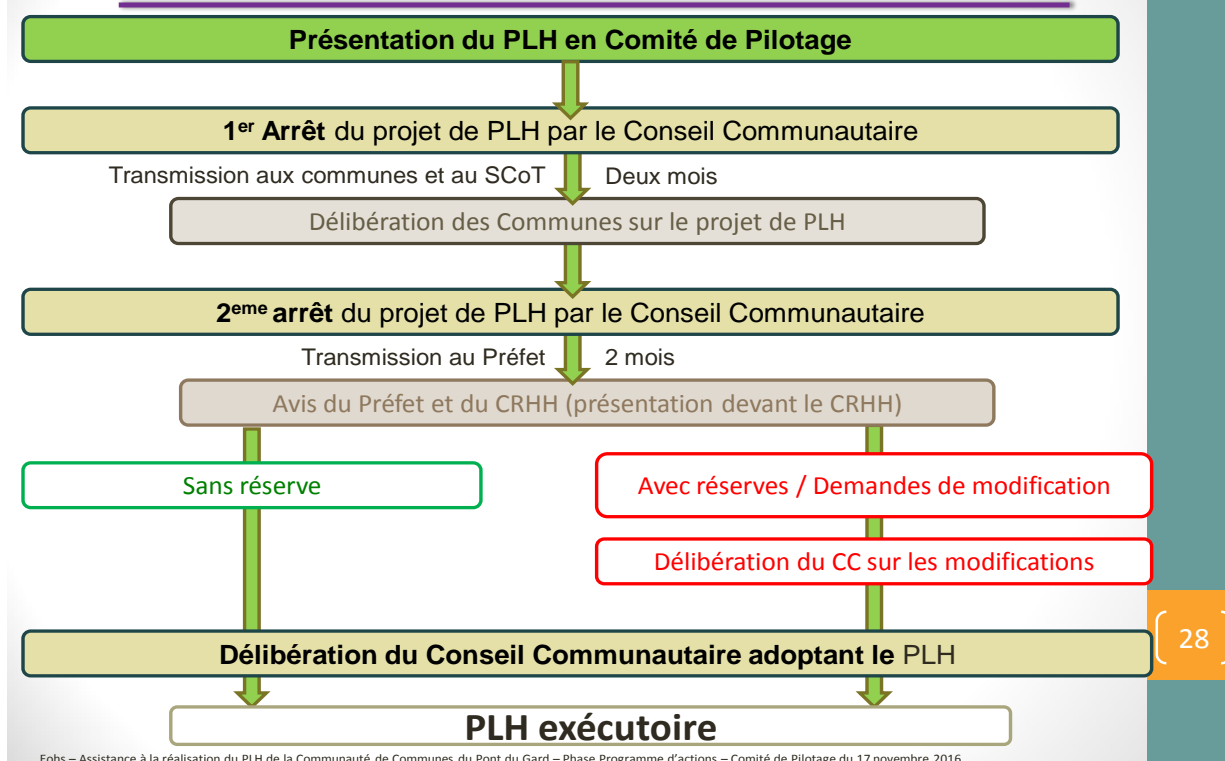 Présentation du PLH en Comité de Pilotage
1er Arrêt du projet de PLH par le Conseil Communautaire
Transmission aux communes et au SCoT Deux mois
Délibération des Communes sur le projet de PLH
2eme arrêt du projet de PLH par le Conseil Communautaire
Transmission au Préfet 2 mois
Avis du Préfet et du CRHH (présentation devant le CRHH)
Sans réserve
Avec réserves / Demandes de modification
Délibération du CC sur les modifications
28
Délibération du Conseil Communautaire adoptant le PLH
PLH exécutoire
Eohs – Assistance à la réalisation du PLH de la Communauté de Communes du Pont du Gard – Phase Programme d'actions – Comité de Pilotage du 17 novembre 2016